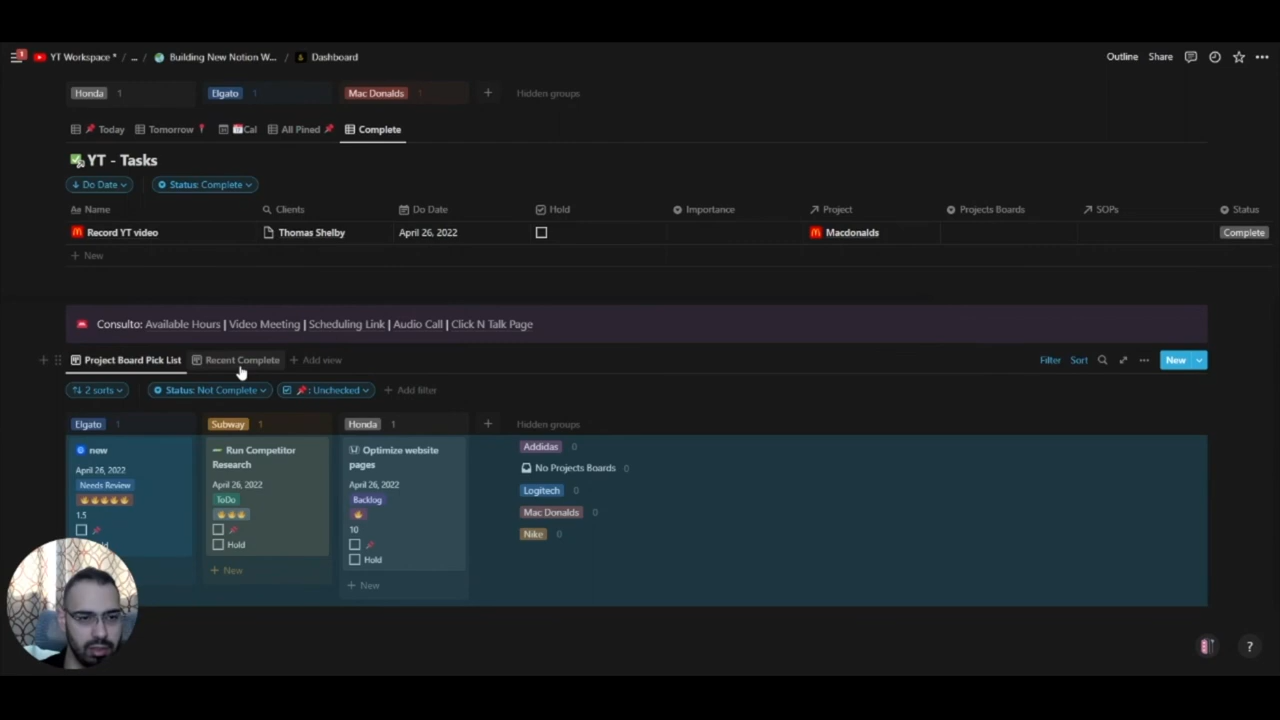 1
YT Workspace * / ... / Building New Notion W... / Dashboard
Outline Share
Honda 1 Elgato 1 Mac Donalds 1 + Hidden groups
Today Tomorrow Cal All Pined Complete
YT - Tasks
↓ Do Date Status: Complete
Aa Name Clients Do Date Hold Importance Project Projects Boards SOPs Status
Record YT video Thomas Shelby April 26, 2022 Macdonalds Complete
+ New
Consulto: Available Hours | Video Meeting | Scheduling Link | Audio Call | Click N Talk Page
Project Board Pick List Recent Complete + Add view Filter Sort New
2 sorts Status: Not Complete : Unchecked + Add filter
Elgato 1 Subway 1 Honda 1 + Hidden groups
new
April 26, 2022
Needs Review
1.5
Run Competitor
Research
April 26, 2022
ToDo
Hold
+ New
Optimize website
pages
April 26, 2022
Backlog
10
Hold
+ New
Addidas 0
No Projects Boards 0
Logitech 0
Mac Donalds 0
Nike 0
?